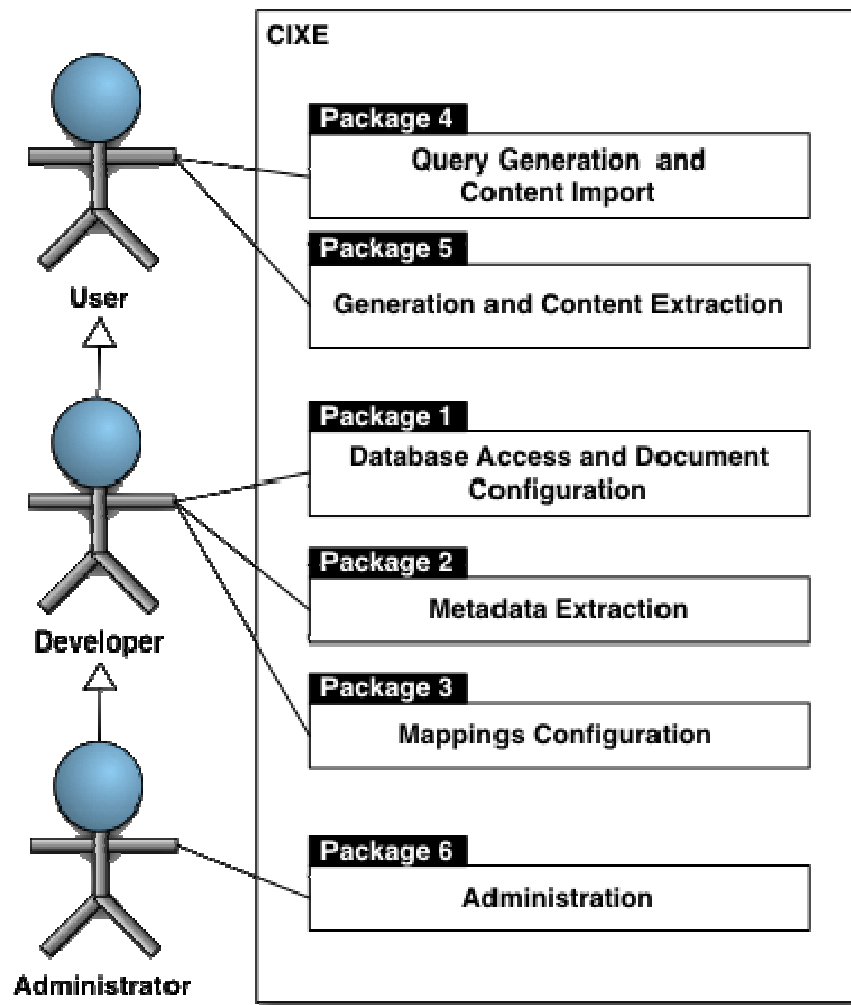 CIXE
Package 4
Query Generation and
Content Import
Package 5
Generation and Content Extraction
User
Package 1
Database Access and Document
Configuration
Package 2
Metadata Extraction
Developer
Package 3
Mappings Configuration
Package 6
Administration
Administrator